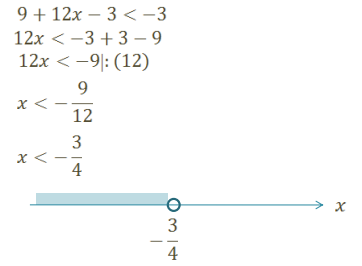 9 + 12x − 3 < −3
12x < −3 + 3 − 9
12x < −9|: (12)
x < −9/12
x < −3/4
x
−3/4